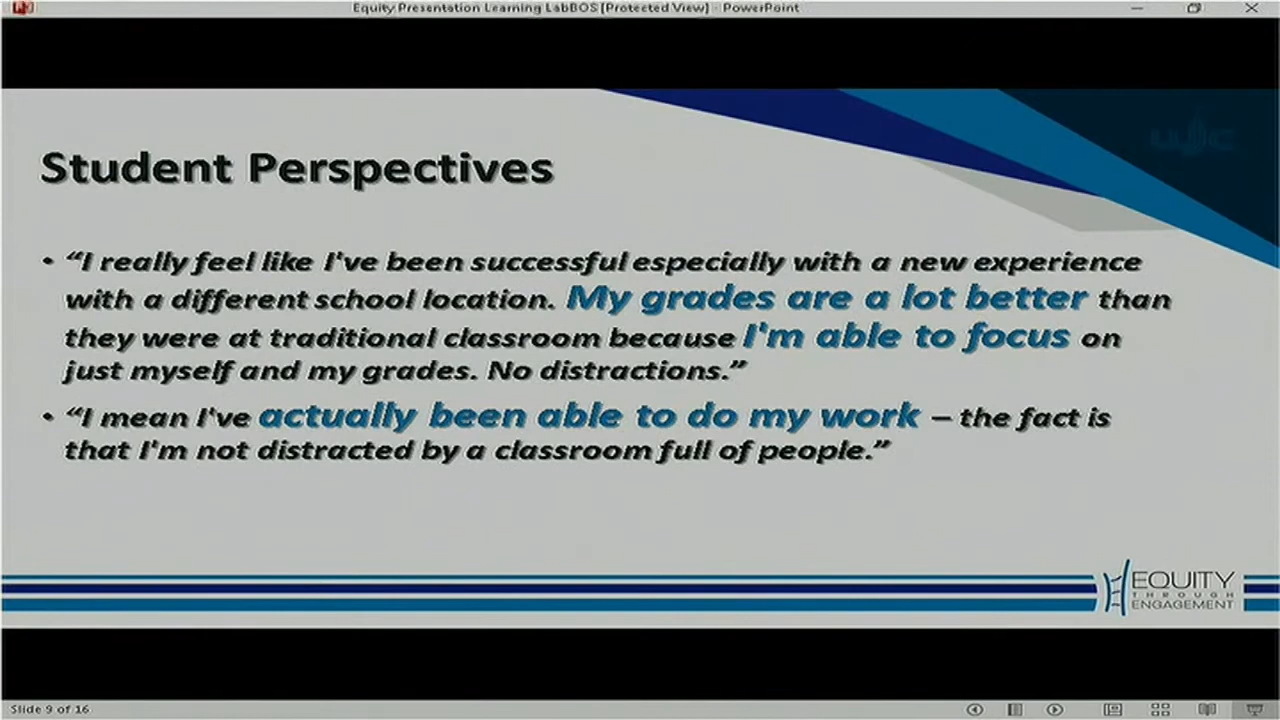 Equity Presentation Learning LabBOS [Protected View] - PowerPoint
Student Perspectives
• “I really feel like I've been successful especially with a new experience
with a different school location. My grades are a lot better than
they were at traditional classroom because I'm able to focus on
just myself and my grades. No distractions.”
• “I mean I've actually been able to do my work – the fact is
that I'm not distracted by a classroom full of people.”
EQUITY
THROUGH
ENGAGEMENT
Slide 9 of 16